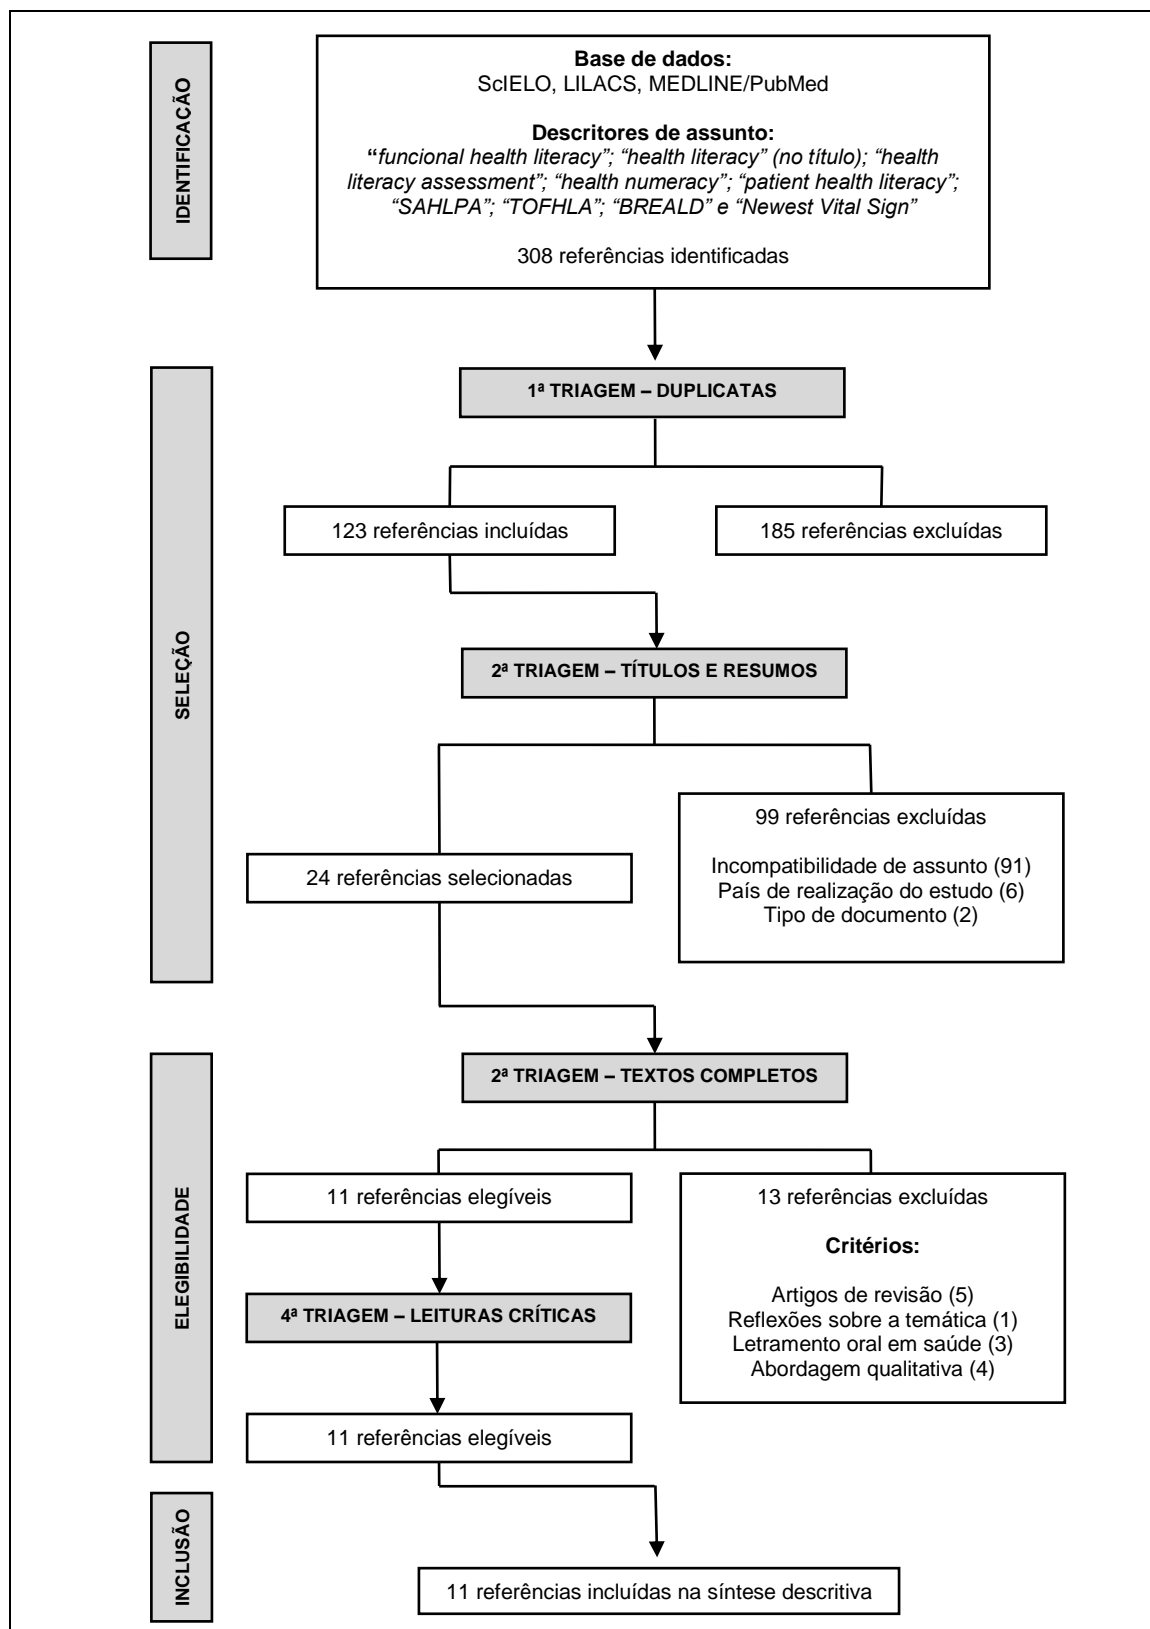 IDENTIFICAÇÃO
Base de dados:
ScIELO, LILACS, MEDLINE/PubMed
Descritores de assunto:
“funcional health literacy”; “health literacy” (no título); “health
literacy assessment”; “health numeracy”; “patient health literacy”;
“SAHLPA”; “TOFHLA”; “BREALD” e “Newest Vital Sign”
308 referências identificadas
SELEÇÃO
1ª TRIAGEM – DUPLICATAS
123 referências incluídas
185 referências excluídas
2ª TRIAGEM – TÍTULOS E RESUMOS
24 referências selecionadas
99 referências excluídas
Incompatibilidade de assunto (91)
País de realização do estudo (6)
Tipo de documento (2)
ELEGIBILIDADE
2ª TRIAGEM – TEXTOS COMPLETOS
11 referências elegíveis
13 referências excluídas
Critérios:
Artigos de revisão (5)
Reflexões sobre a temática (1)
Letramento oral em saúde (3)
Abordagem qualitativa (4)
4ª TRIAGEM – LEITURAS CRÍTICAS
11 referências elegíveis
INCLUSÃO
11 referências incluídas na síntese descritiva